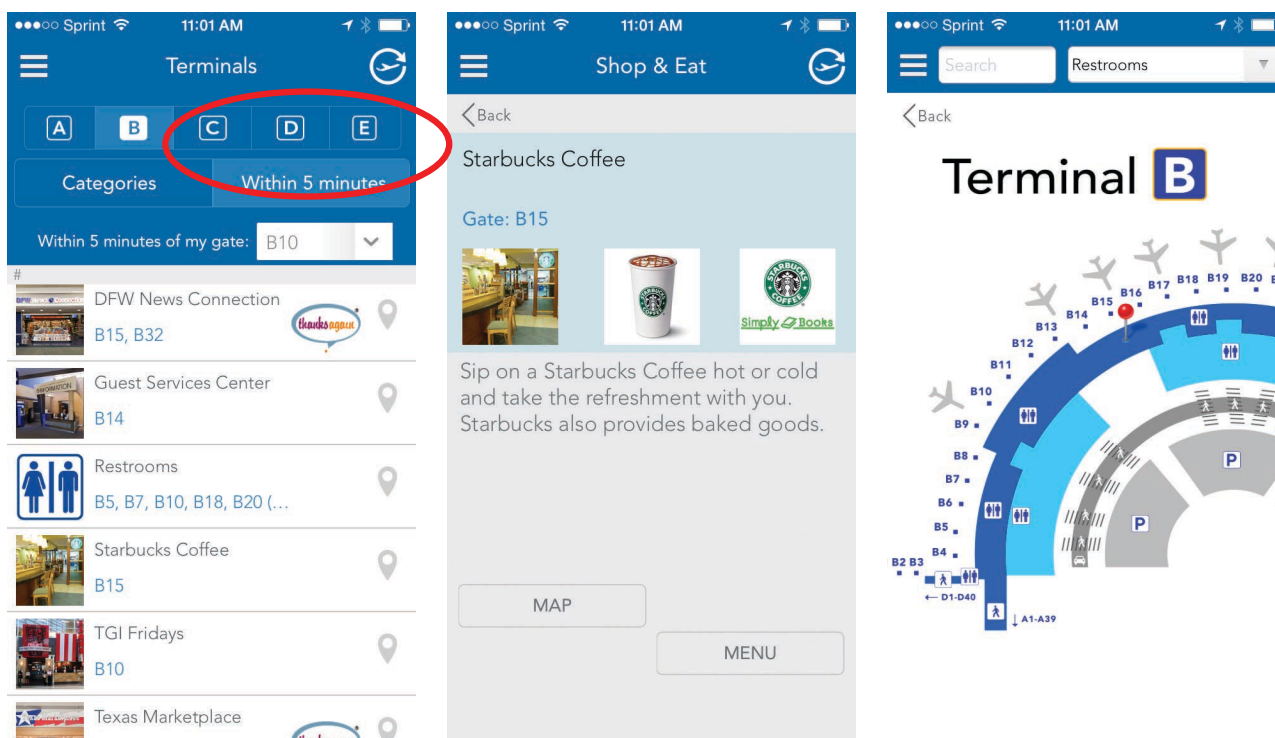 Sprint 11:01 AM
Terminals
A B C D E
Categories Within 5 minutes
Within 5 minutes of my gate: B10
#
DFW News Connection
B15, B32
thanksagain
Guest Services Center
B14
Restrooms
B5, B7, B10, B18, B20 (...
Starbucks Coffee
B15
TGI Fridays
B10
Texas Marketplace
Sprint 11:01 AM
Shop & Eat
Back
Starbucks Coffee
Gate: B15
STARBUCKS
COFFEE
Simply Books
Sip on a Starbucks Coffee hot or cold
and take the refreshment with you.
Starbucks also provides baked goods.
MAP
MENU
Sprint 11:01 AM
Search Restrooms
Back
Terminal B
B20
B19
B18
B17
B16
B15
B14
B13
B12
B11
B10
B9
B8
B7
B6
B5
B4
B2 B3
← D1-D40
↓ A1-A39
P
P